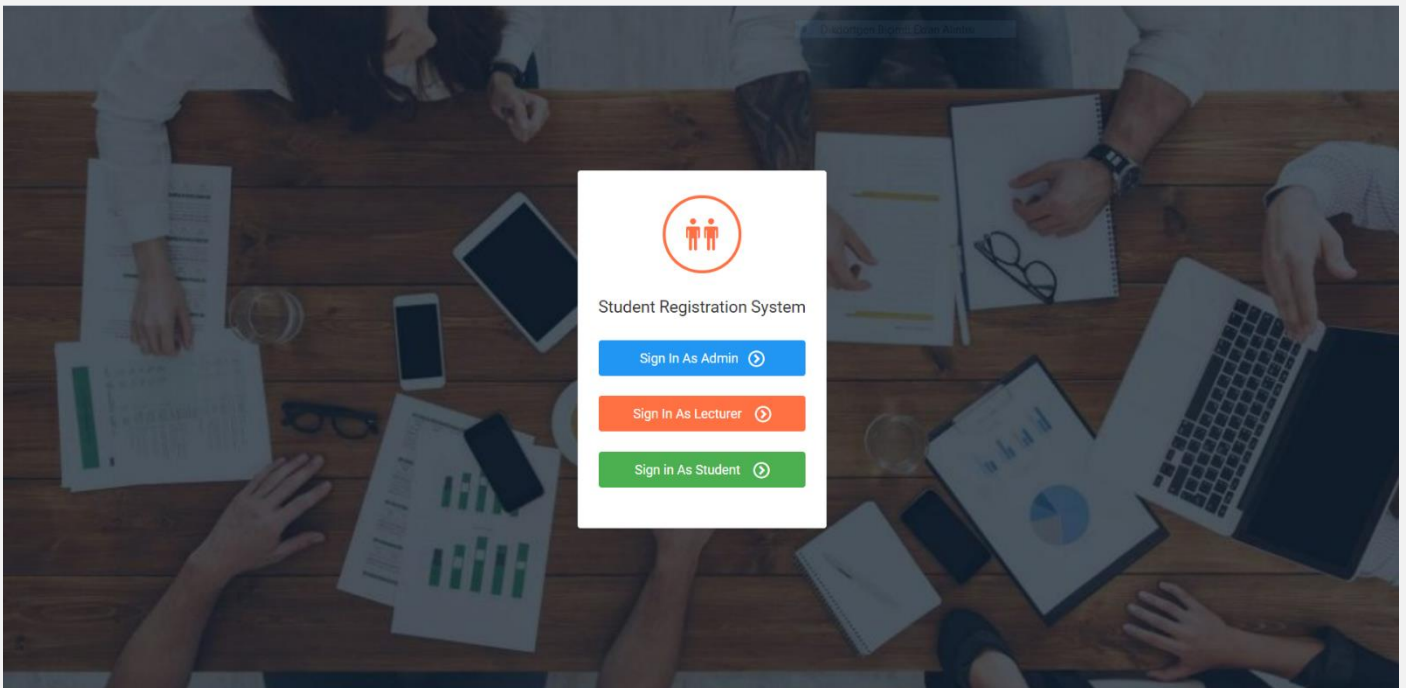 Student Registration System
Sign In As Admin
Sign In As Lecturer
Sign in As Student